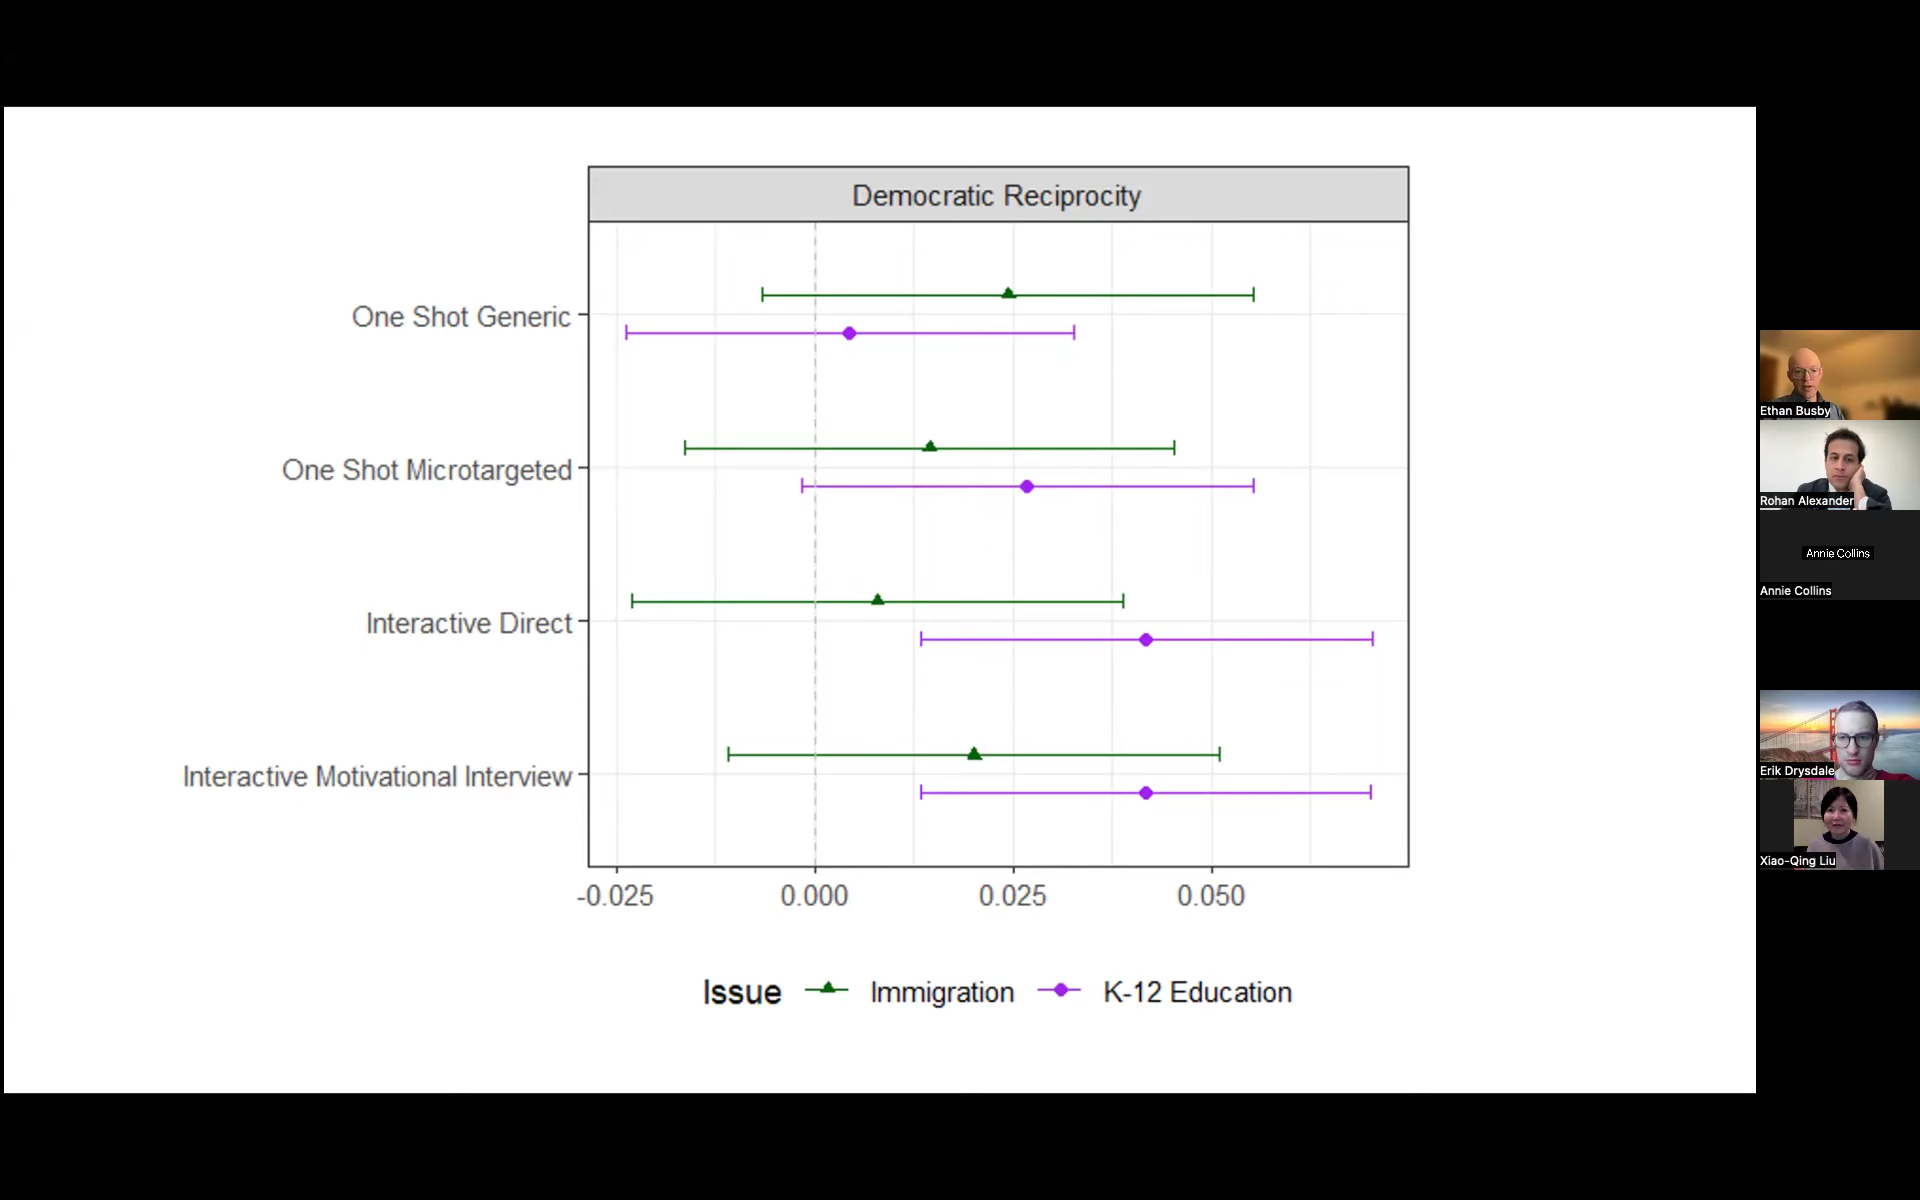 Democratic Reciprocity
One Shot Generic
One Shot Microtargeted
Interactive Direct
Interactive Motivational Interview
-0.025 0.000 0.025 0.050
Issue Immigration K-12 Education
Ethan Busby
Rohan Alexander
Annie Collins
Annie Collins
Erik Drysdale
Xiao-Qing Liu